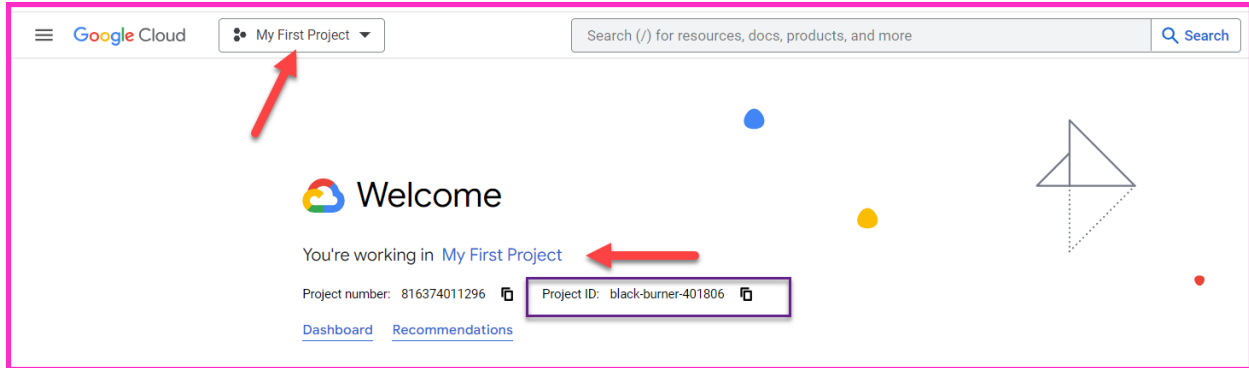 Google Cloud My First Project Search (/) for resources, docs, products, and more Search
Welcome
You're working in My First Project
Project number: 816374011296 Project ID: black-burner-401806
Dashboard Recommendations